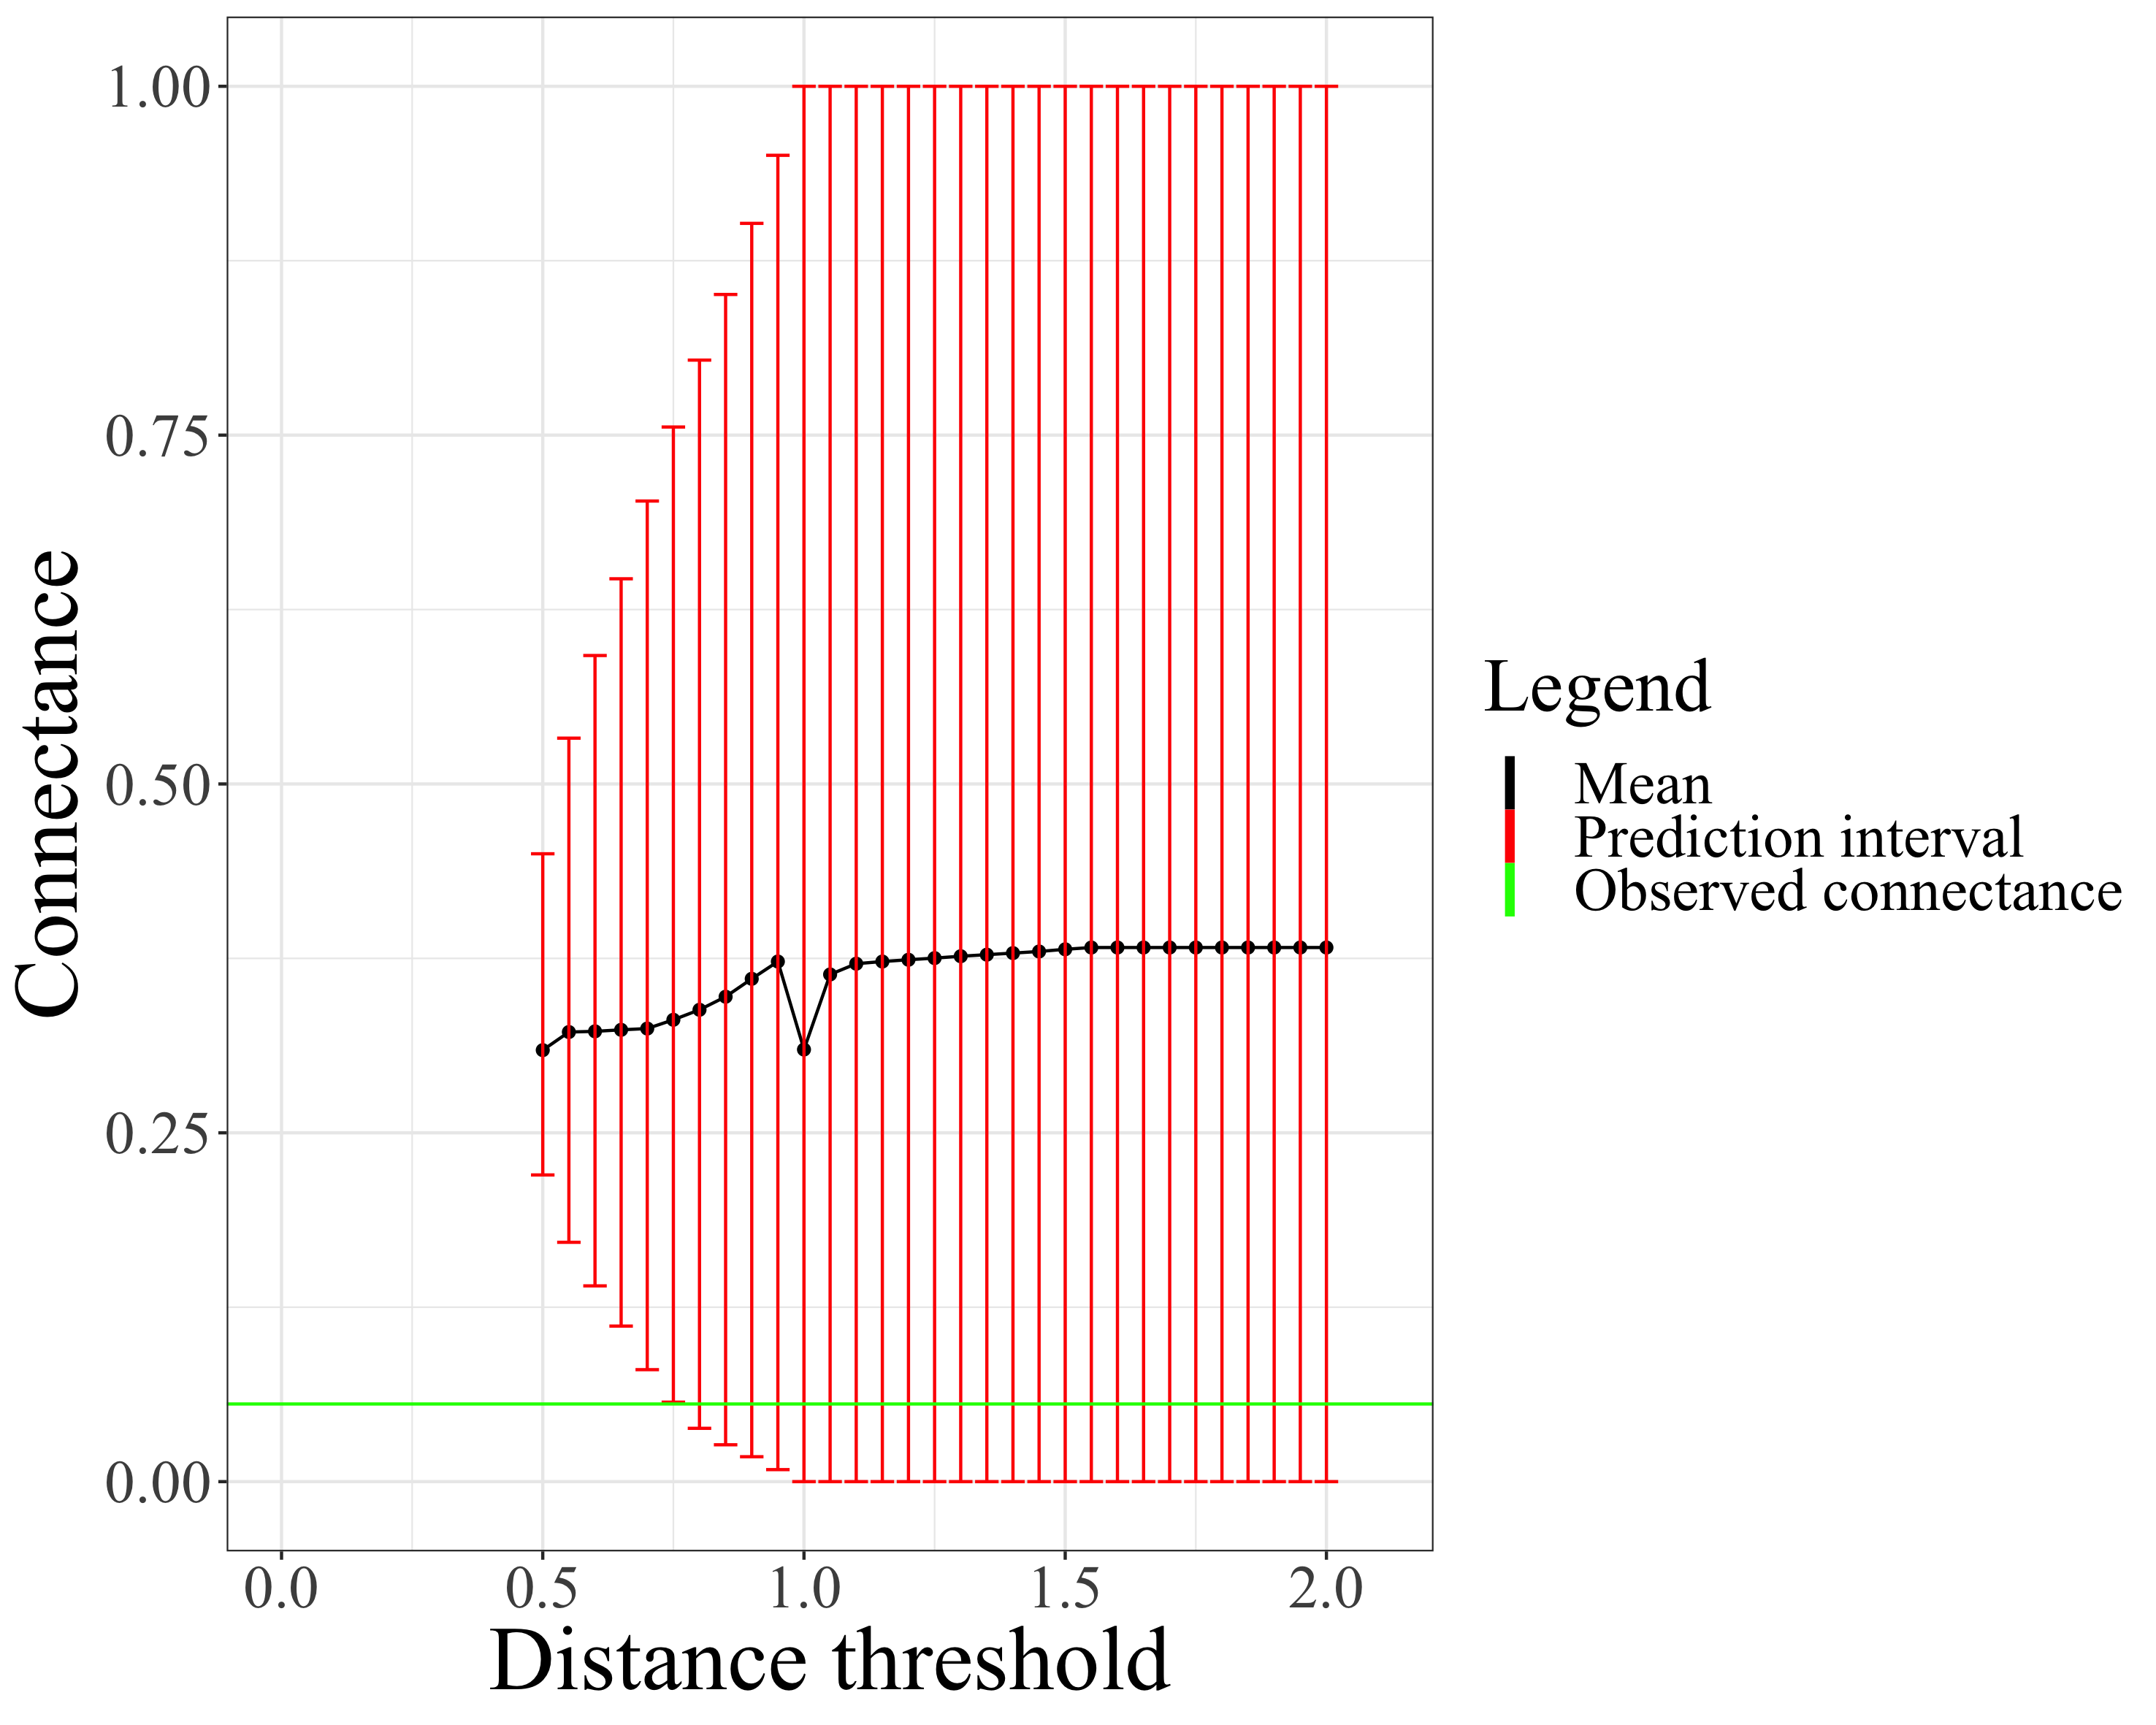 1.00
0.75
0.50
0.25
0.00
Connectance
0.0 0.5 1.0 1.5 2.0
Distance threshold
Legend
Mean
Prediction interval
Observed connectance